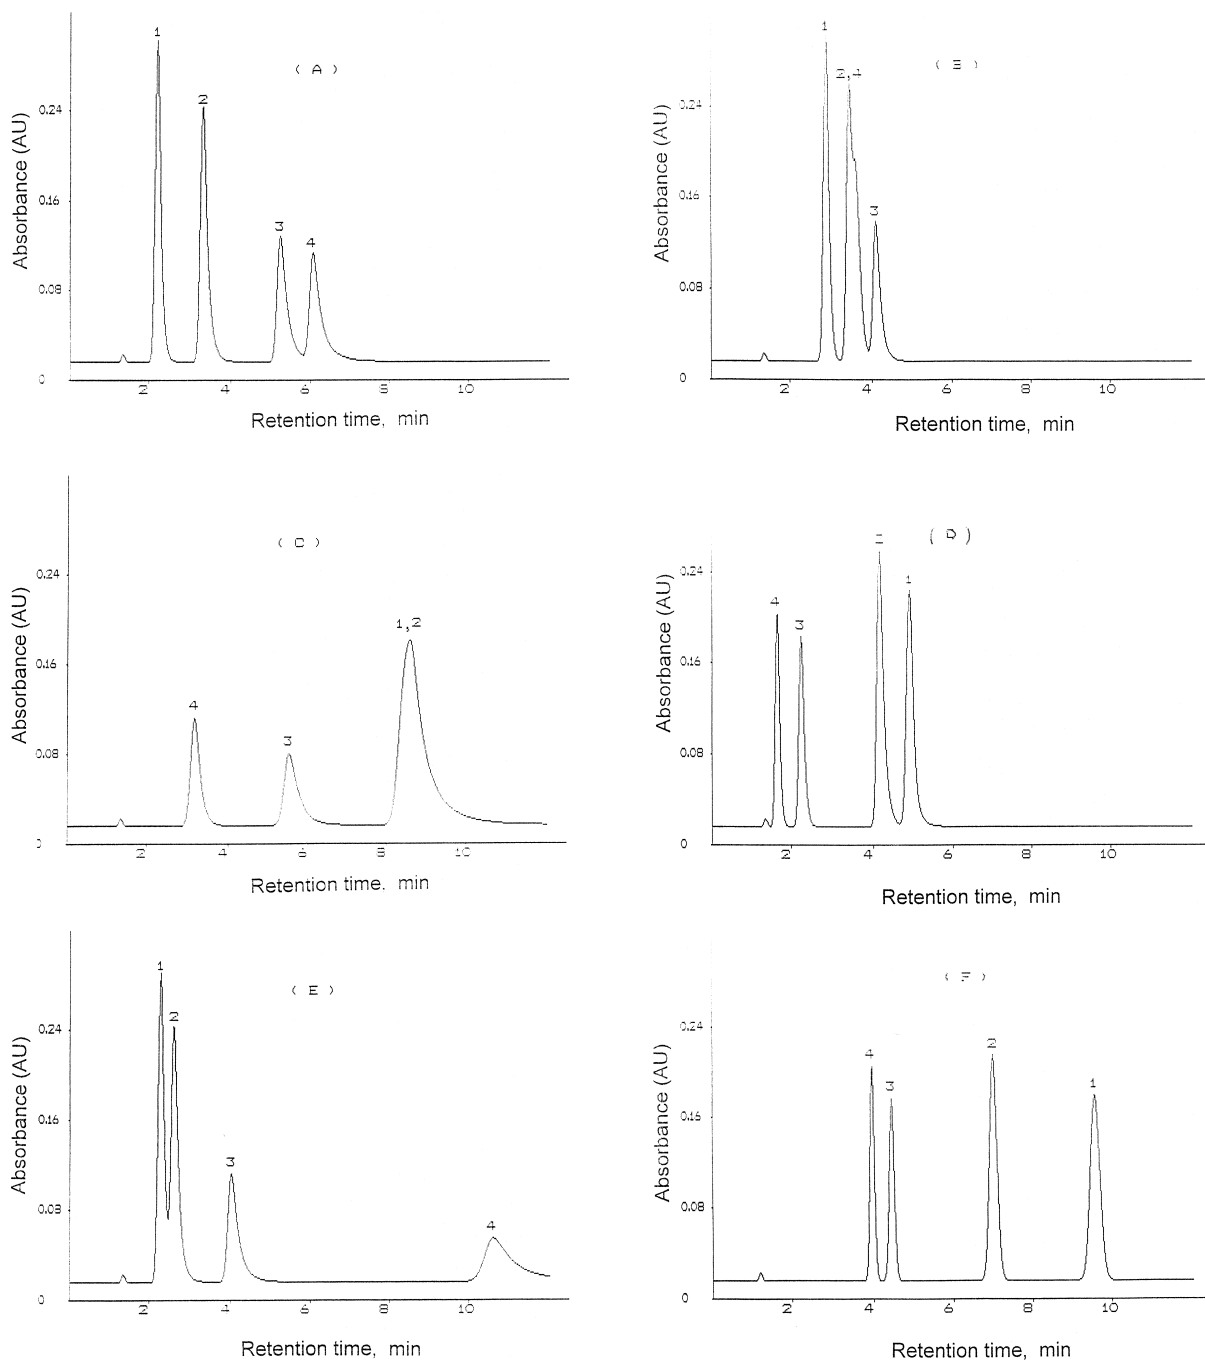 ( A )
1
2
3
4
0.24
0.16
0.08
0
2 4 6 8 10
Absorbance (AU)
Retention time, min
1
2,4
3
0.24
0.16
0.08
0
2 4 6 8 10
Absorbance (AU)
Retention time, min
( C )
4
3
1,2
0.24
0.16
0.08
2 4 6 8 10
Absorbance (AU)
Retention time. min
( D )
4
3
1
0.24
0.16
0.08
0
2 4 6 8 10
Absorbance (AU)
Retention time, min
( E )
1
2
3
4
0.24
0.16
0.08
0
2 4 6 8 10
Absorbance (AU)
Retention time, min
( F )
4
3
2
1
0.24
0.16
0.08
0
2 4 6 8 10
Absorbance (AU)
Retention time, min